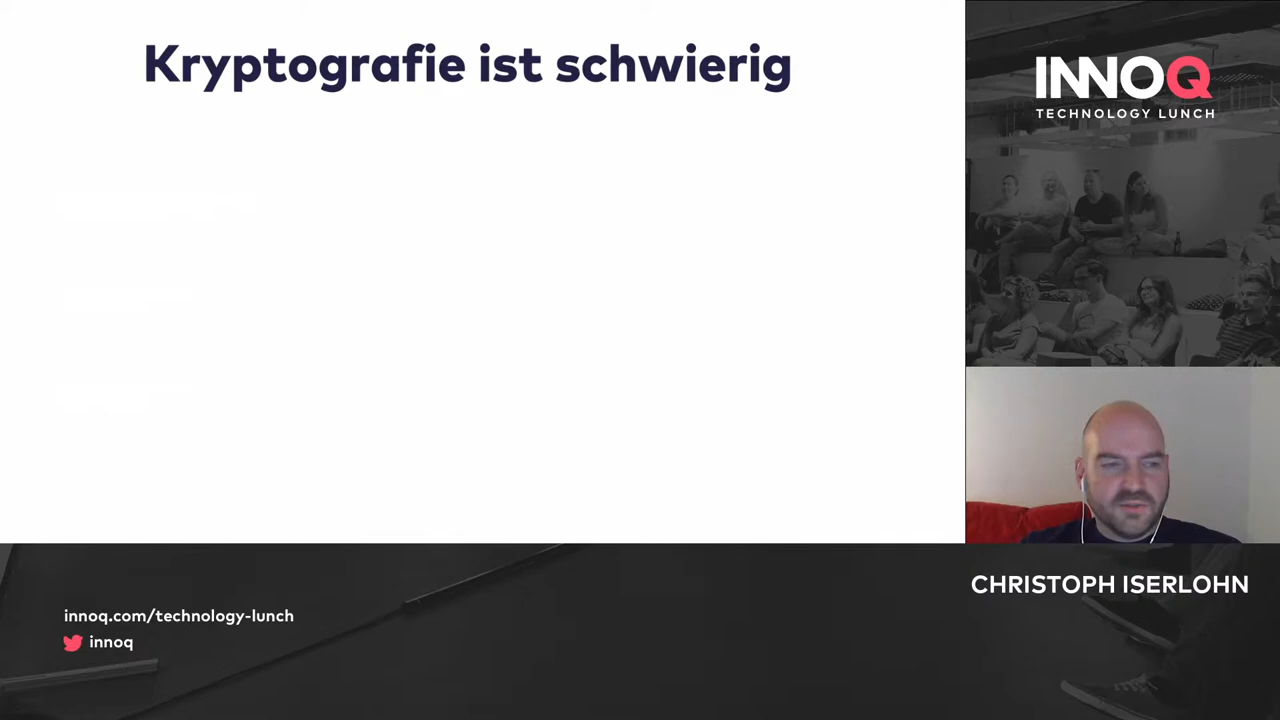 Kryptografie ist schwierig
INNOQ
TECHNOLOGY LUNCH
CHRISTOPH ISERLOHN
innoq.com/technology-lunch
innoq